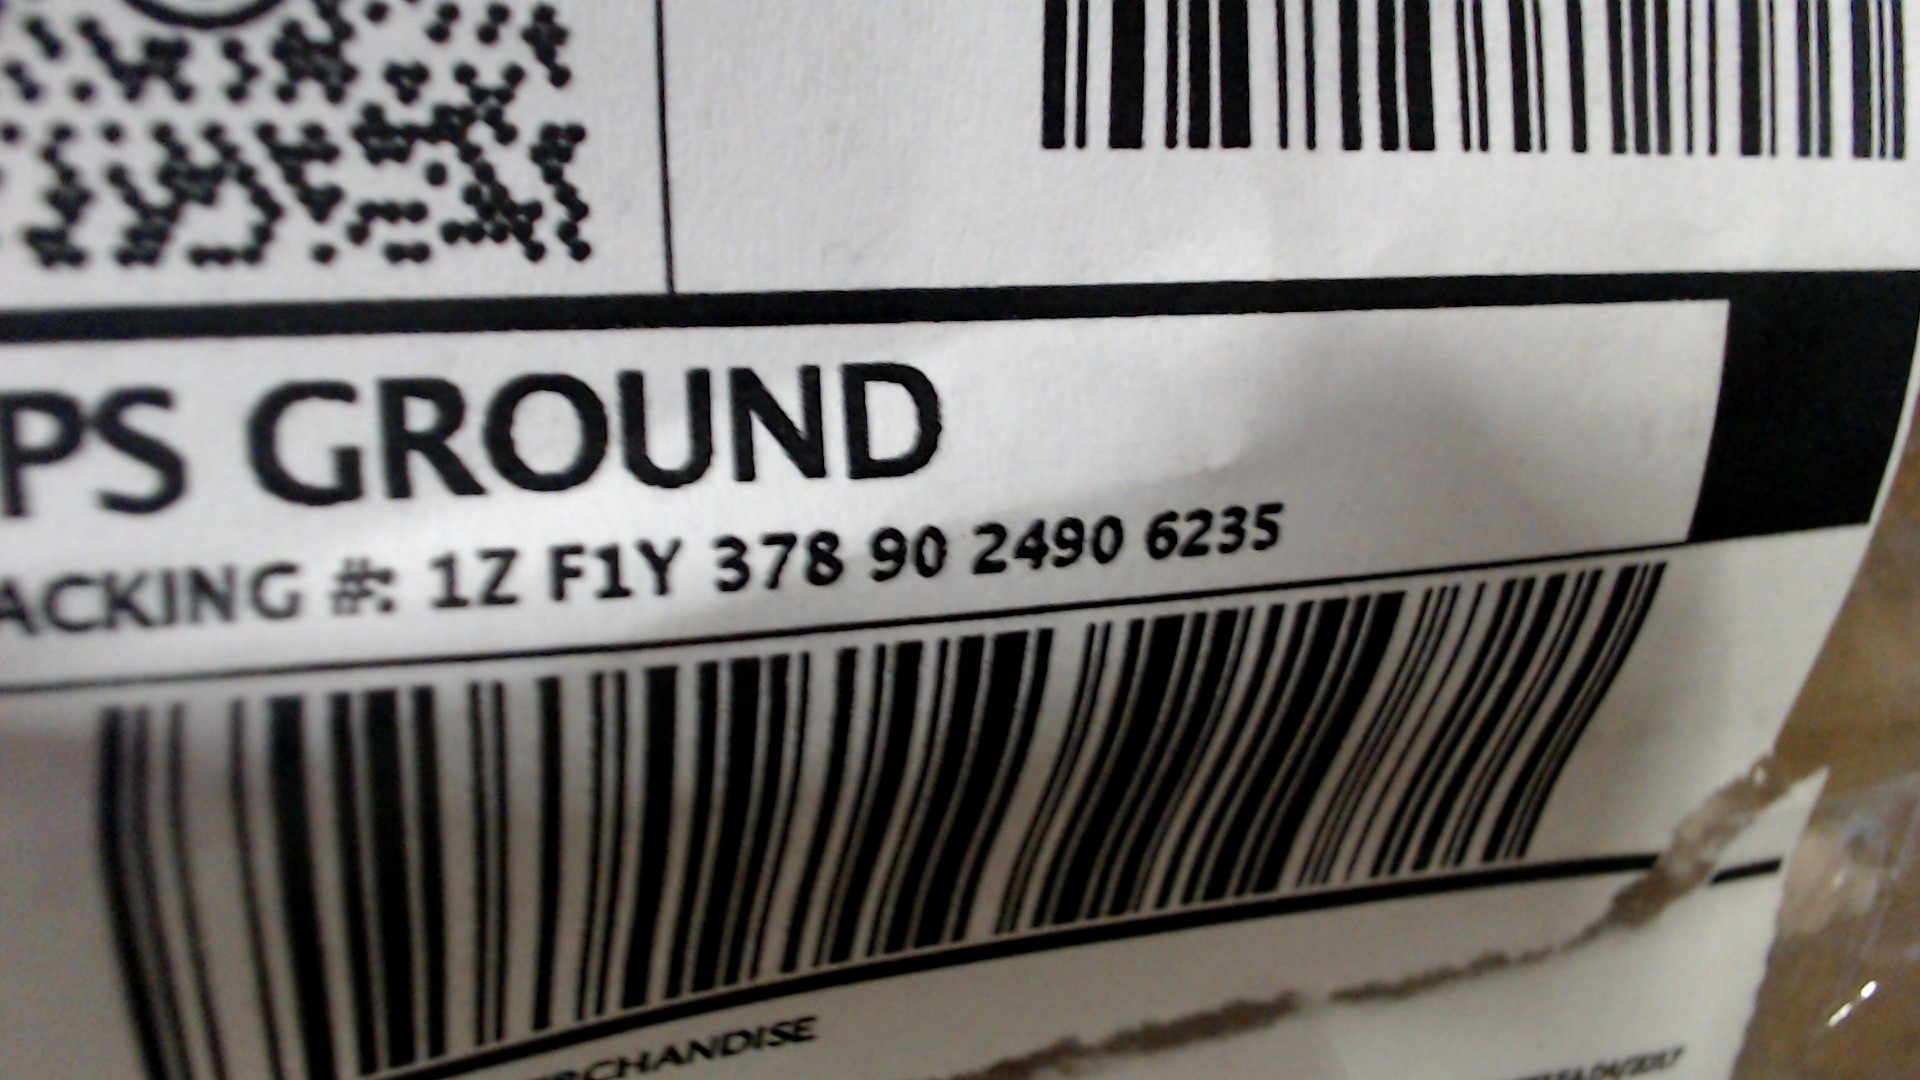 PS GROUND
ACKING #: 1Z F1Y 378 90 2490 6235
RCHANDISE